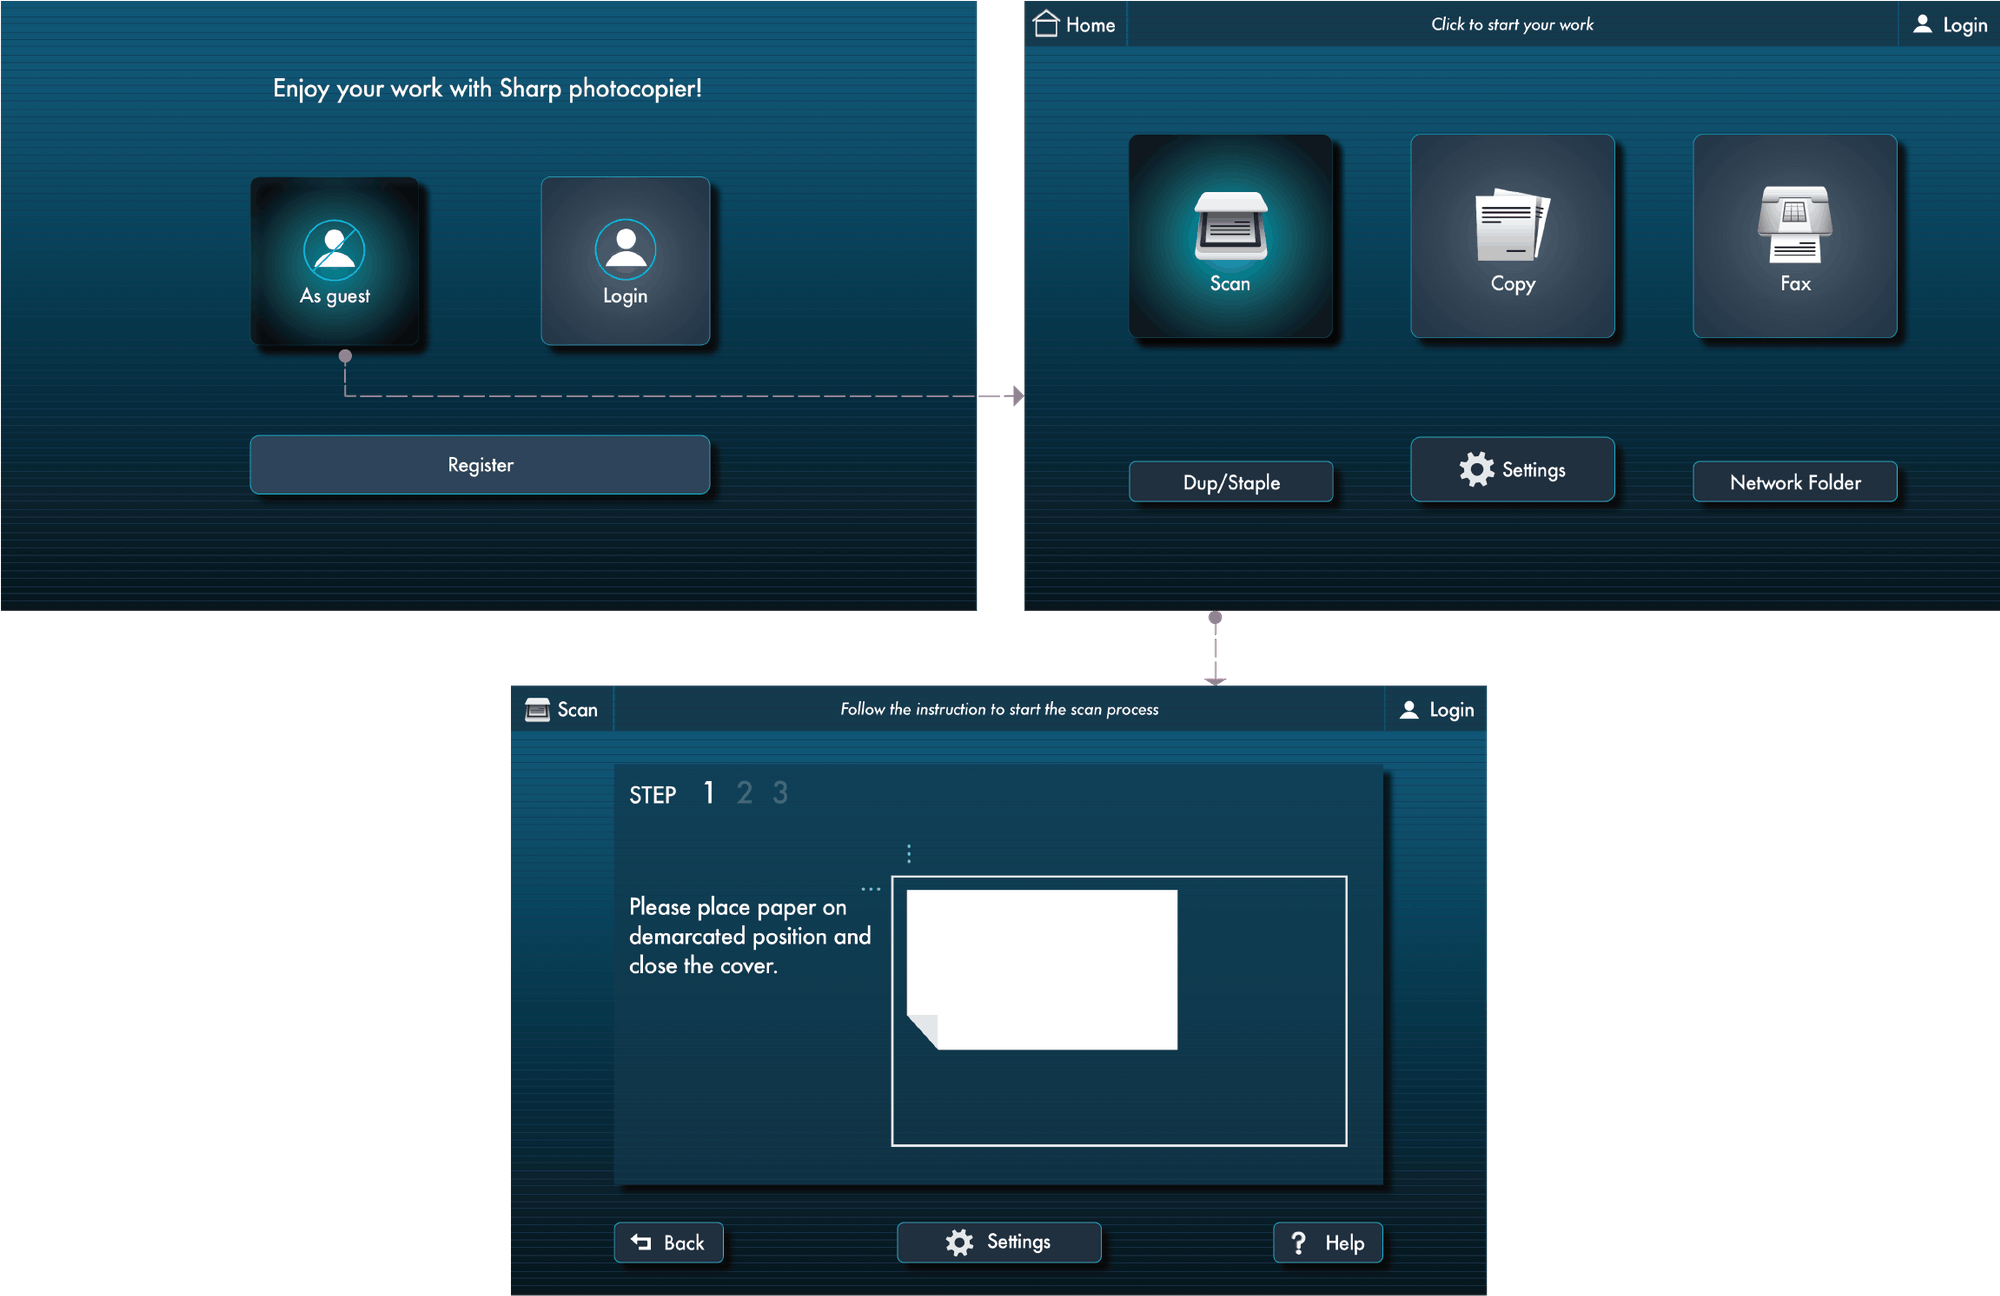 Enjoy your work with Sharp photocopier!
As guest
Login
Register
Home
Click to start your work
Login
Scan
Copy
Fax
Dup/Staple
Settings
Network Folder
Scan
Follow the instruction to start the scan process
Login
STEP 1 2 3
Please place paper on
demarcated position and
close the cover.
Back
Settings
? Help